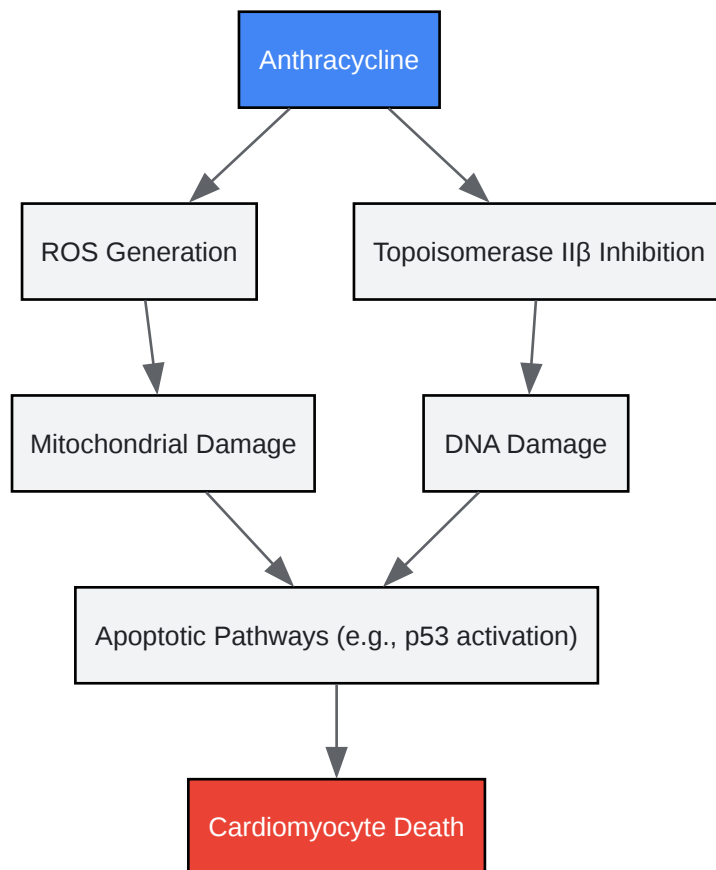 Anthracycline
ROS Generation
Topoisomerase IIβ Inhibition
Mitochondrial Damage
DNA Damage
Apoptotic Pathways (e.g., p53 activation)
Cardiomyocyte Death